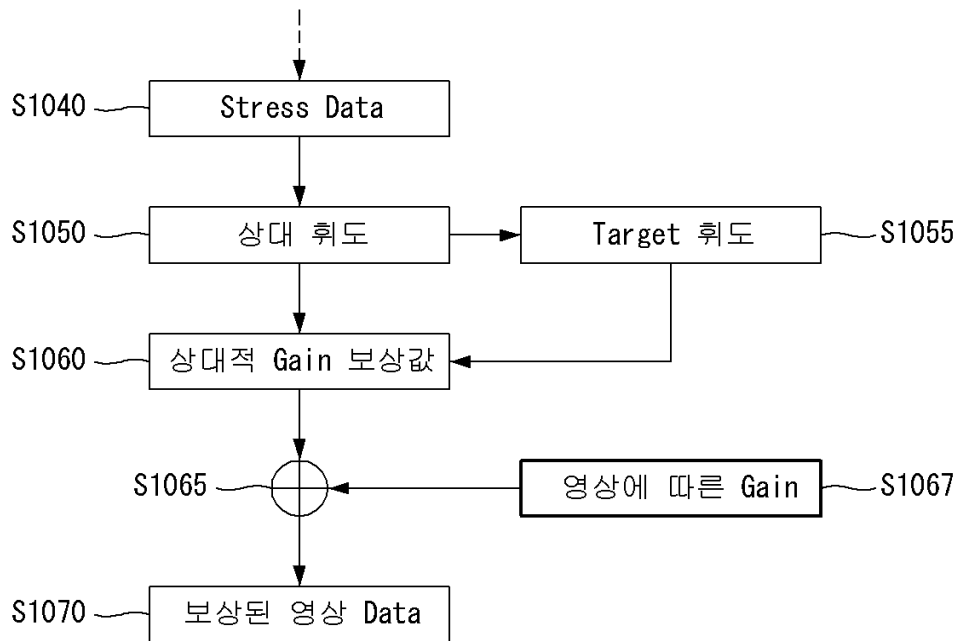 S1040 Stress Data
S1050 상대 휘도 Target 휘도 S1055
S1060 상대적 Gain 보상값
S1065 영상에 따른 Gain S1067
S1070 보상된 영상 Data